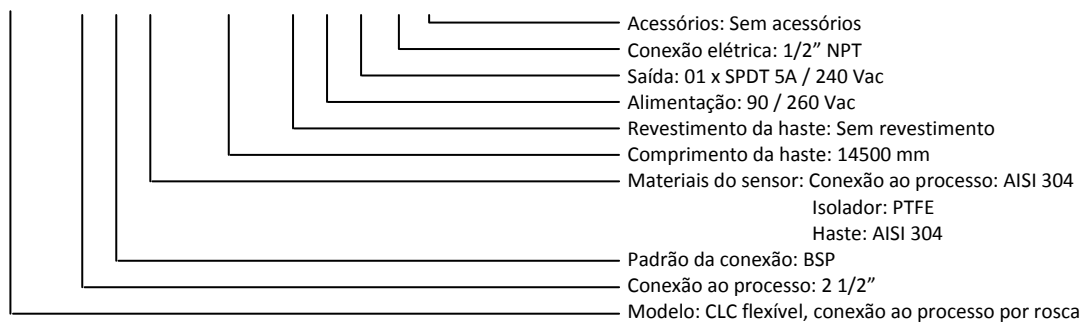 Acessórios: Sem acessórios
Conexão elétrica: 1/2” NPT
Saída: 01 x SPDT 5A / 240 Vac
Alimentação: 90 / 260 Vac
Revestimento da haste: Sem revestimento
Comprimento da haste: 14500 mm
Materiais do sensor: Conexão ao processo: AISI 304
Isolador: PTFE
Haste: AISI 304
Padrão da conexão: BSP
Conexão ao processo: 2 1/2”
Modelo: CLC flexível, conexão ao processo por rosca